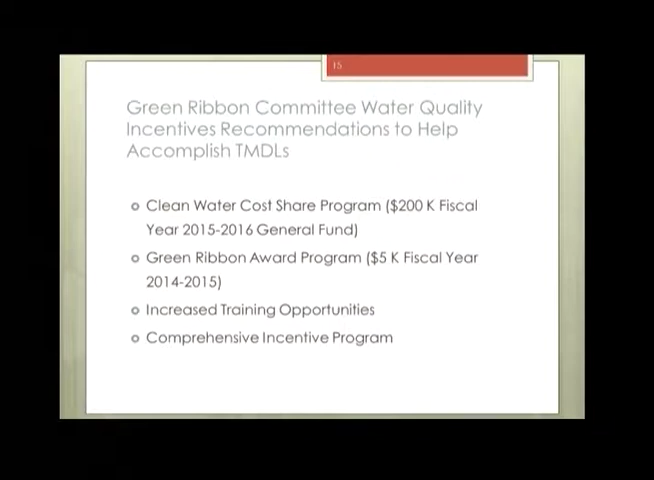 15
Green Ribbon Committee Water Quality
Incentives Recommendations to Help
Accomplish TMDLs
Clean Water Cost Share Program ($200 K Fiscal
Year 2015-2016 General Fund)
Green Ribbon Award Program ($5 K Fiscal Year
2014-2015)
Increased Training Opportunities
Comprehensive Incentive Program